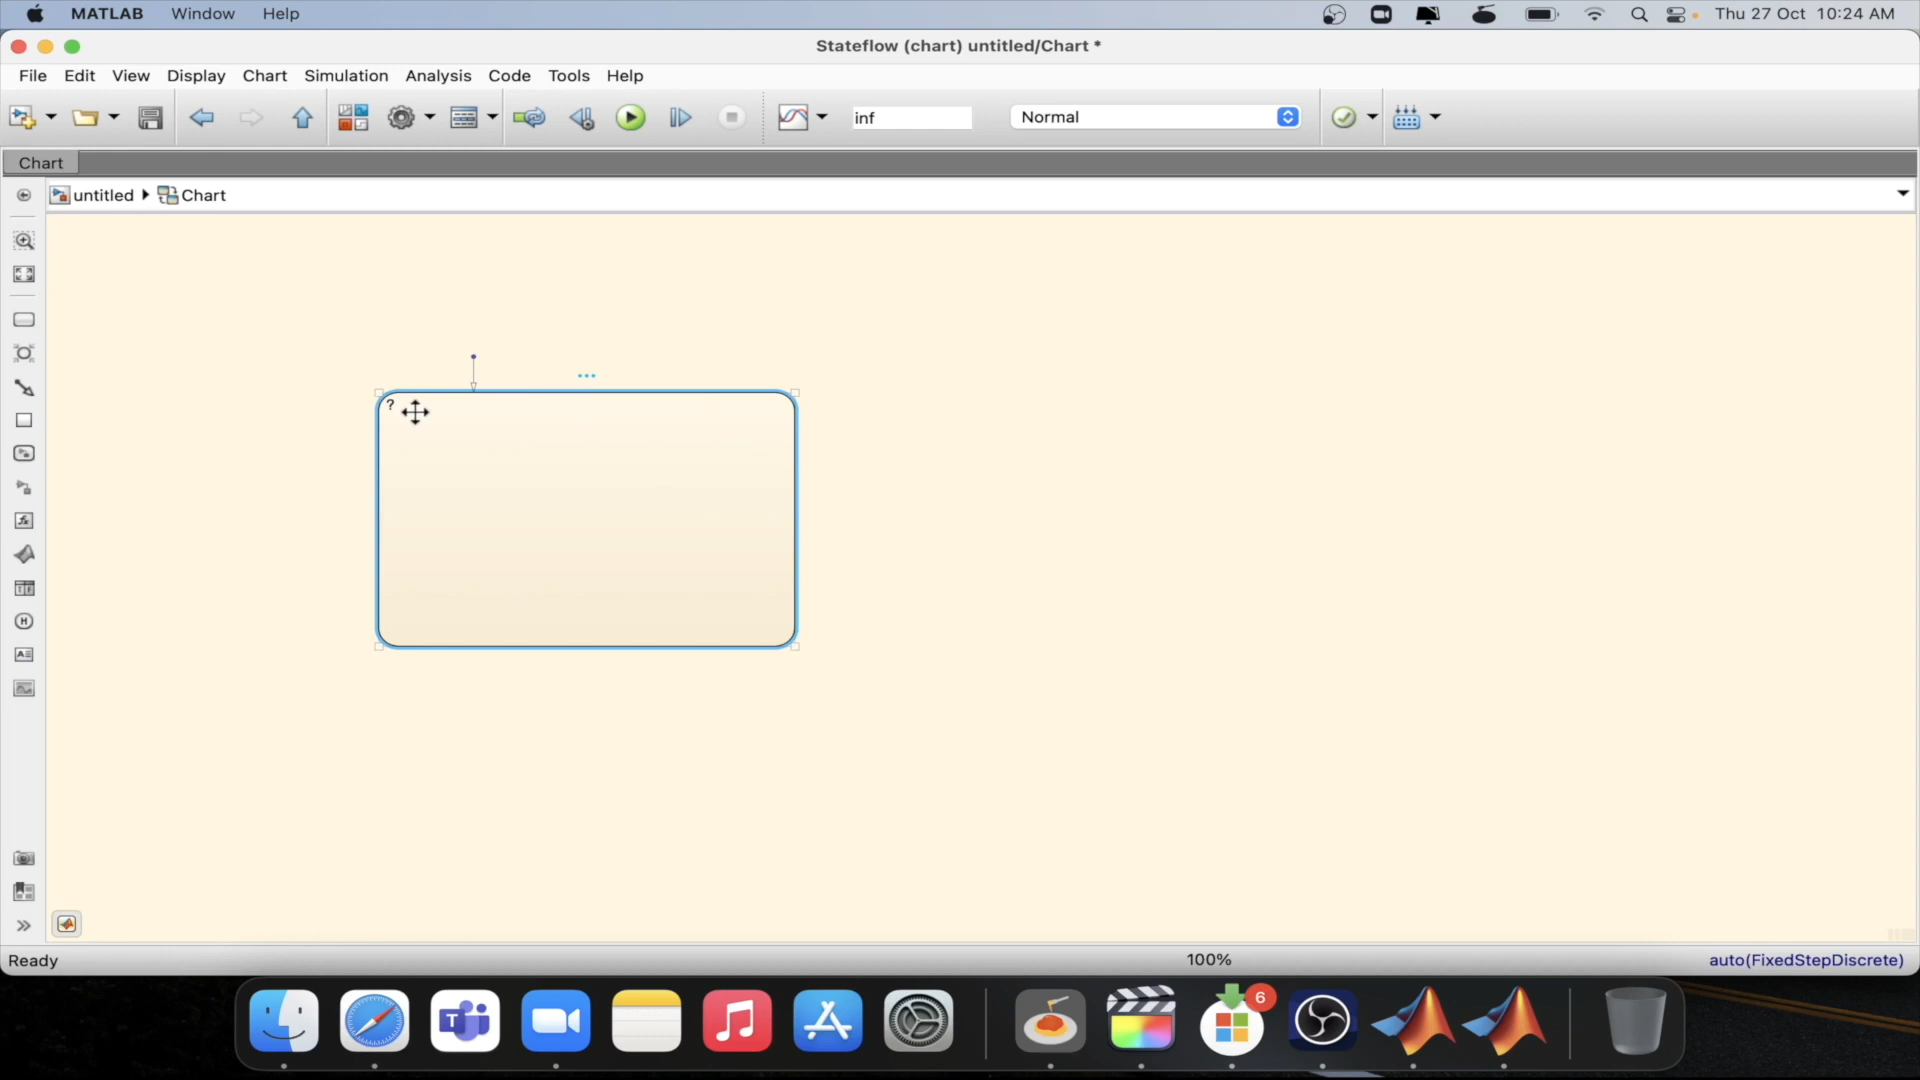 MATLAB Window Help Thu 27 Oct 10:24 AM
Stateflow (chart) untitled/Chart *
File Edit View Display Chart Simulation Analysis Code Tools Help
inf Normal
Chart
untitled Chart
?
Ready 100% auto(FixedStepDiscrete)
6